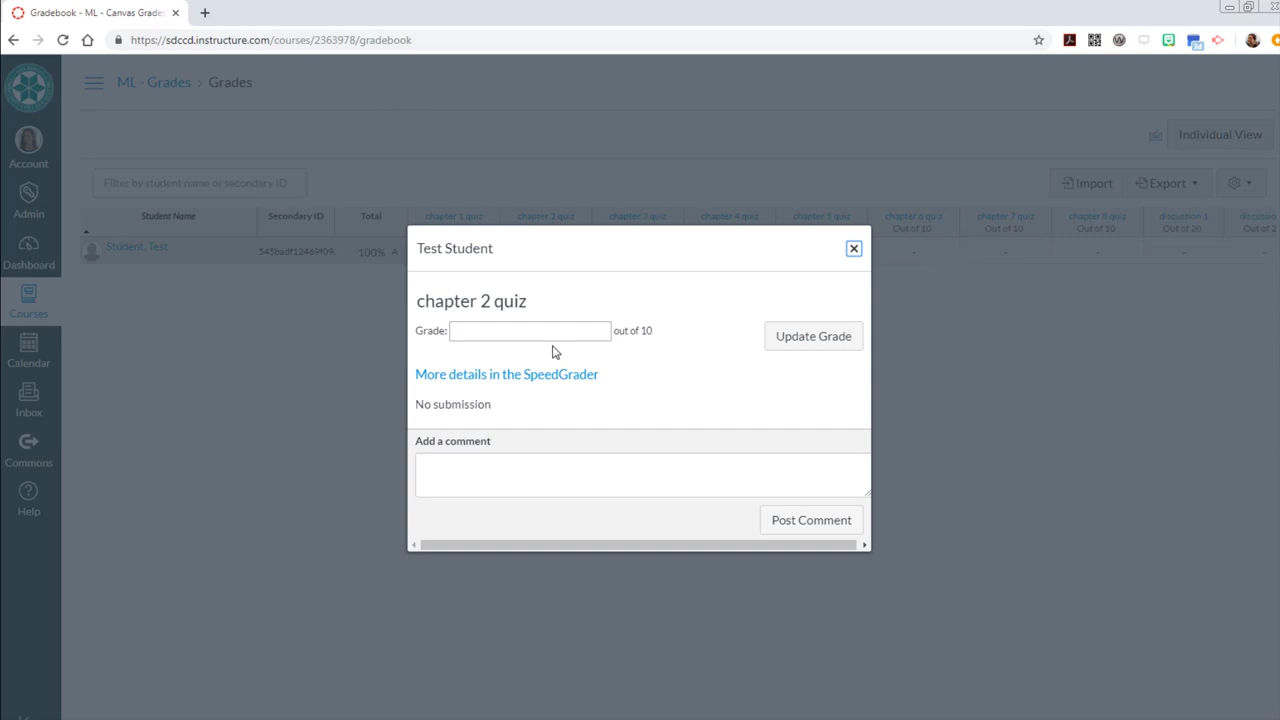 Gradebook - ML - Canvas Grades
https://sdccd.instructure.com/courses/2363978/gradebook
ML - Grades > Grades
Individual View
Filter by student name or secondary ID
Import
Export
Student Name
Secondary ID
Total
chapter 1 quiz
chapter 2 quiz
chapter 3 quiz
chapter 4 quiz
chapter 5 quiz
chapter 6 quiz
Out of 10
chapter 7 quiz
Out of 10
chapter 8 quiz
Out of 10
discussion 1
Out of 20
Out of 2
Student, Test
545badf12469f09
100% A
Account
Admin
Dashboard
Courses
Calendar
Inbox
Commons
Help
Test Student
chapter 2 quiz
Grade:
out of 10
Update Grade
More details in the SpeedGrader
No submission
Add a comment
Post Comment